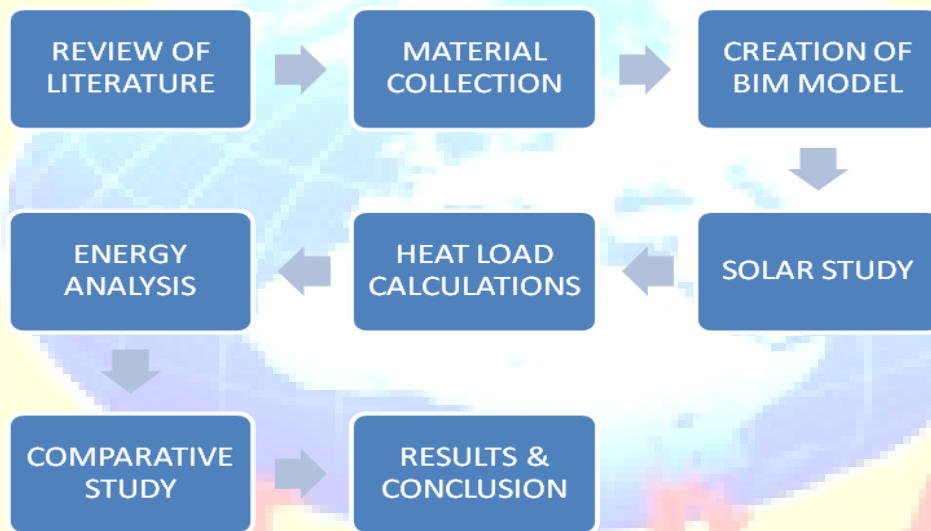 REVIEW OF
LITERATURE
MATERIAL
COLLECTION
CREATION OF
BIM MODEL
SOLAR STUDY
HEAT LOAD
CALCULATIONS
ENERGY
ANALYSIS
COMPARATIVE
STUDY
RESULTS &
CONCLUSION